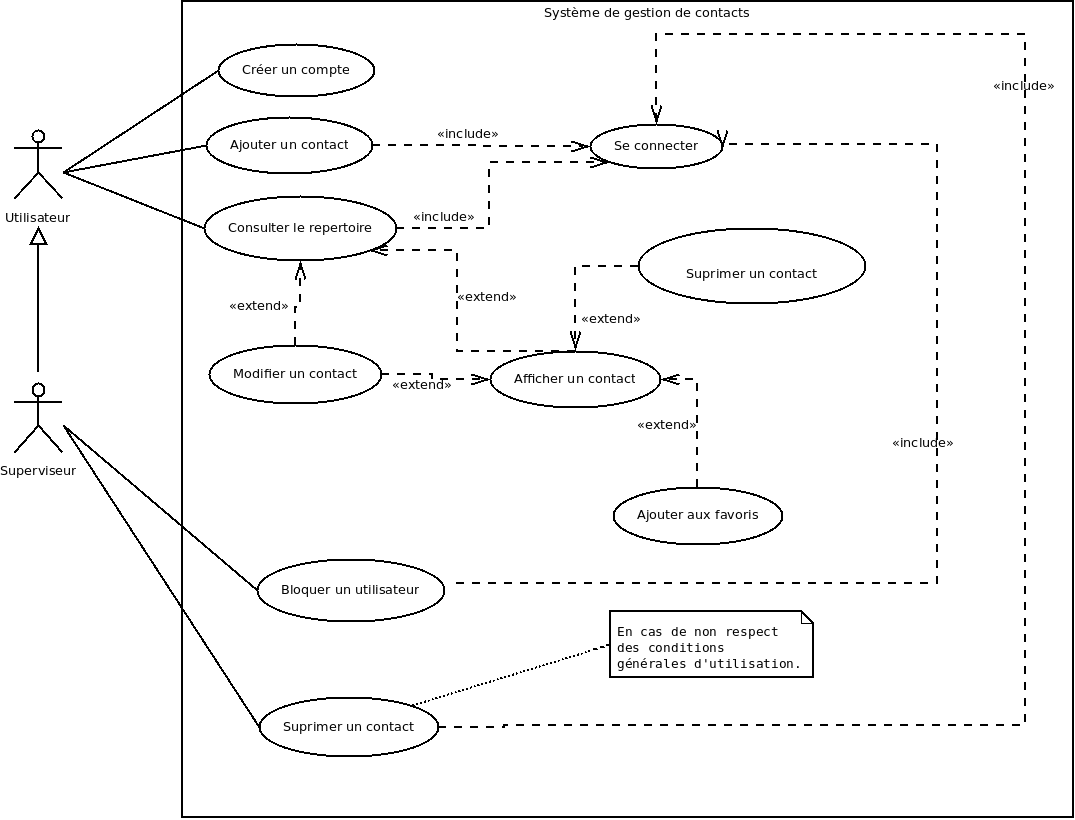 Système de gestion de contacts
Créer un compte
«include»
Ajouter un contact
«include»
Se connecter
Utilisateur
Consulter le repertoire
«include»
Suprimer un contact
«extend»
«extend»
«extend»
Modifier un contact
«extend»
Afficher un contact
«extend»
«include»
Superviseur
Ajouter aux favoris
Bloquer un utilisateur
En cas de non respect
des conditions
générales d'utilisation.
Suprimer un contact